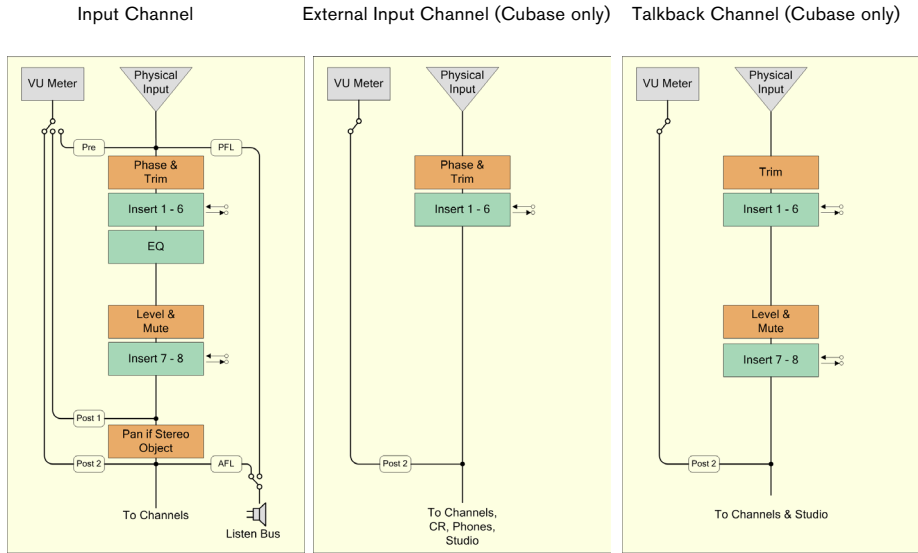 Input Channel
External Input Channel (Cubase only)
Talkback Channel (Cubase only)
VU Meter
Physical
Input
Pre
PFL
Phase &
Trim
Insert 1 - 6
EQ
Level &
Mute
Insert 7 - 8
Post 1
Pan if Stereo
Object
Post 2
AFL
To Channels
Listen Bus
VU Meter
Physical
Input
Phase &
Trim
Insert 1 - 6
Post 2
To Channels,
CR, Phones,
Studio
VU Meter
Physical
Input
Trim
Insert 1 - 6
Level &
Mute
Insert 7 - 8
Post 2
To Channels & Studio